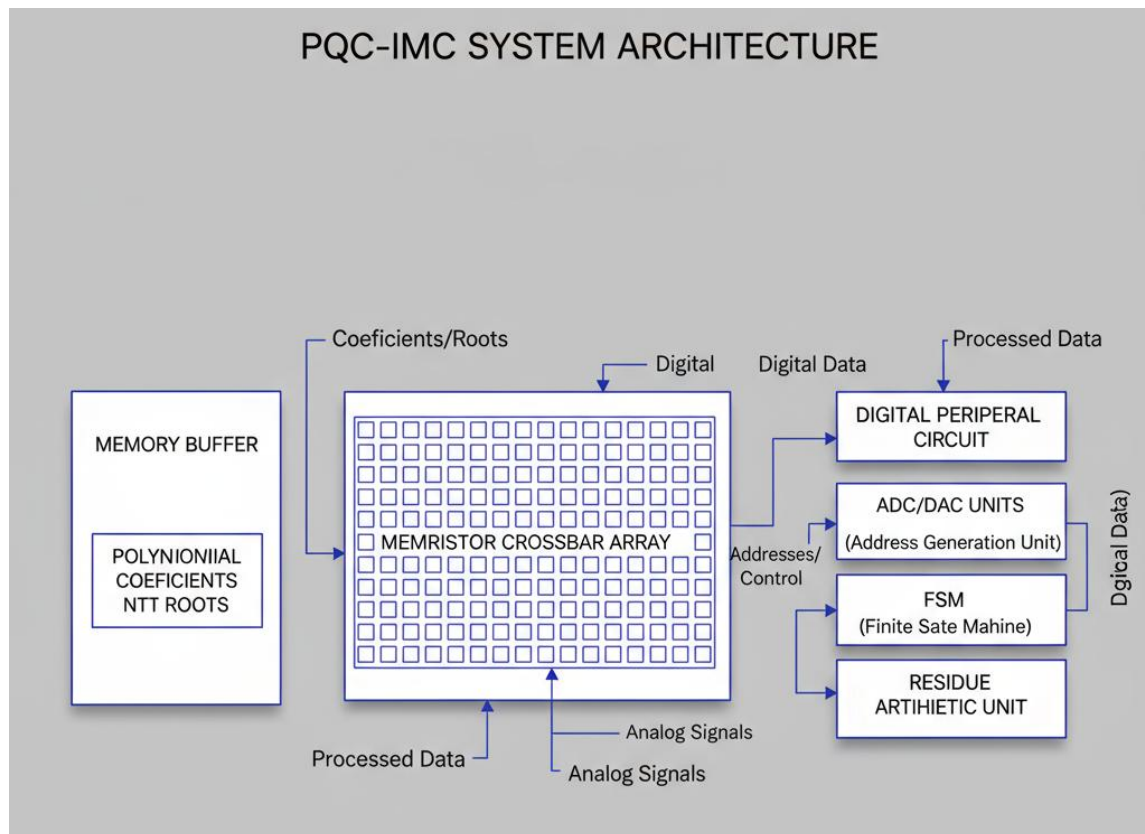 PQC-IMC SYSTEM ARCHITECTURE
Coeficients/Roots
Digital
Digital Data
Processed Data
MEMORY BUFFER
POLYNIONIIAL
COEFICIENTS
NTT ROOTS
MEMRISTOR CROSSBAR ARRAY
DIGITAL PERIPERAL
CIRCUIT
ADC/DAC UNITS
(Address Generation Unit)
Addresses/
Control
FSM
(Finite Sate Mahine)
RESIDUE
ARTIHIETIC UNIT
Dgical Data)
Processed Data
Analog Signals
Analog Signals